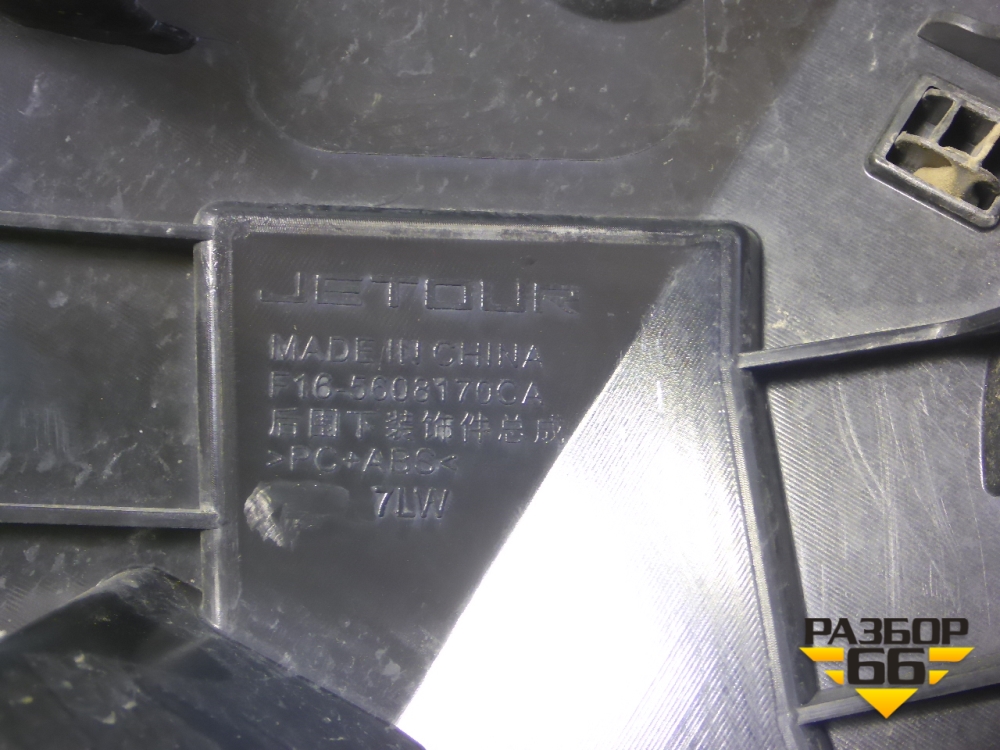 JETOUR
MADE IN CHINA
F16-5608170CA
后围下装饰件总成
>PC+ABS<
7LW
РАЗБОР
66